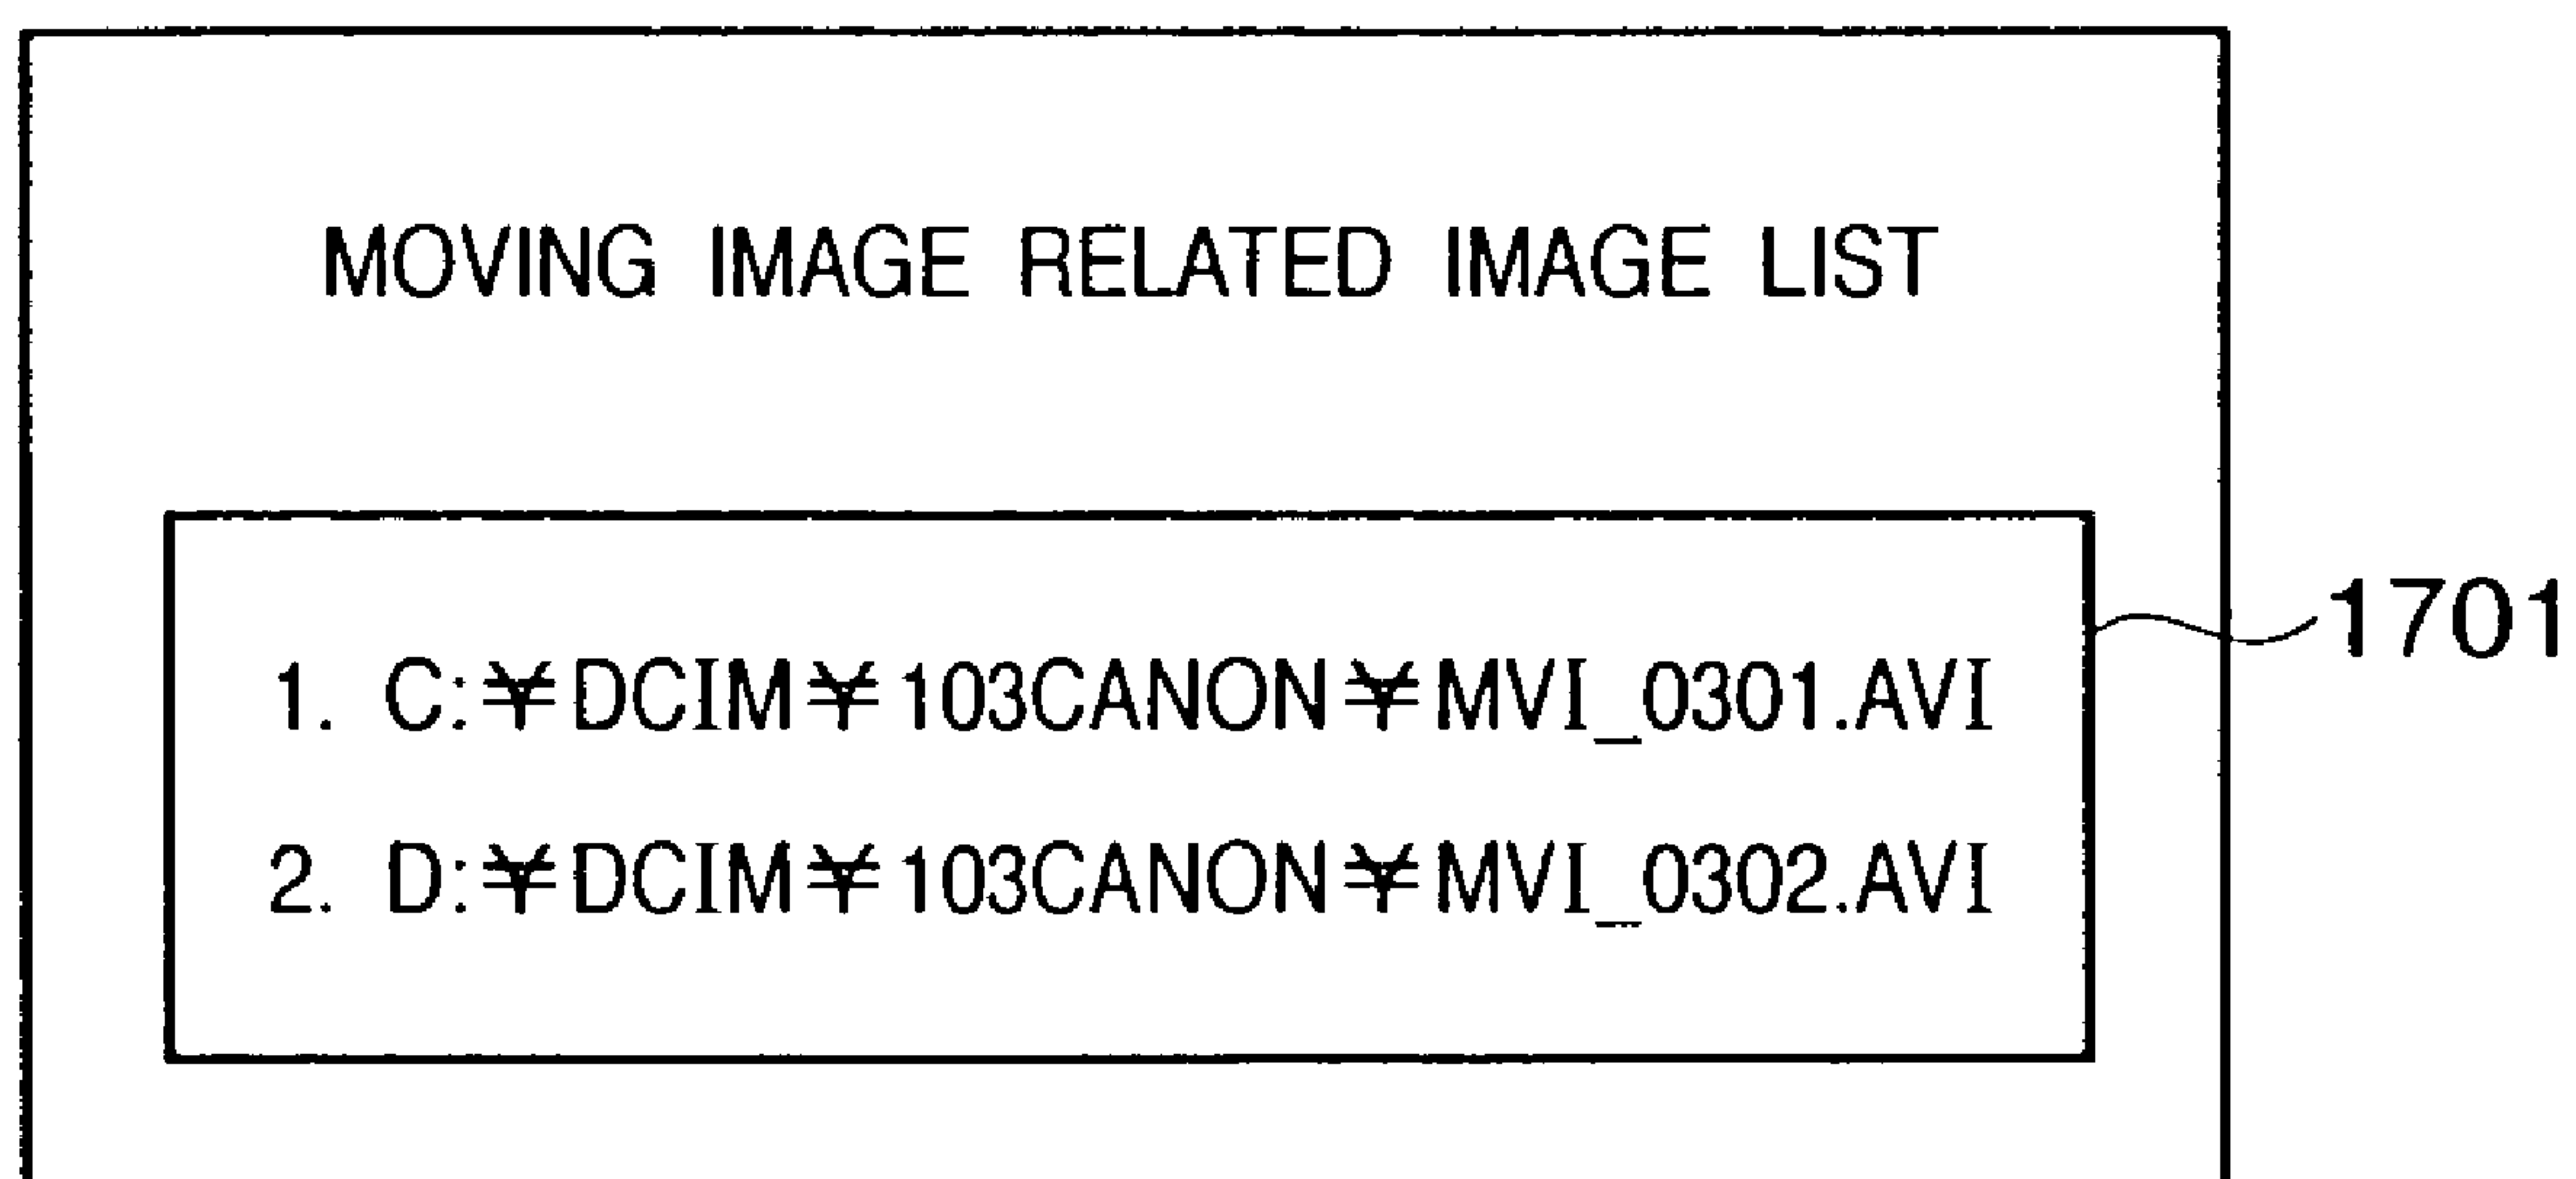 MOVING IMAGE RELATED IMAGE LIST
1701
1. C:¥DCIM¥103CANON¥MVI_0301.AVI
2. D:¥DCIM¥103CANON¥MVI_0302.AVI